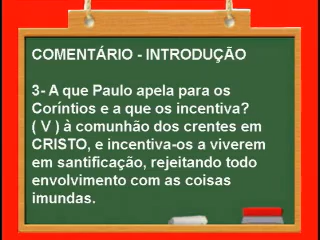 COMENTÁRIO - INTRODUÇÃO
3- A que Paulo apela para os
Coríntios e a que os incentiva?
( V ) à comunhão dos crentes em
CRISTO, e incentiva-os a viverem
em santificação, rejeitando todo
envolvimento com as coisas
imundas.